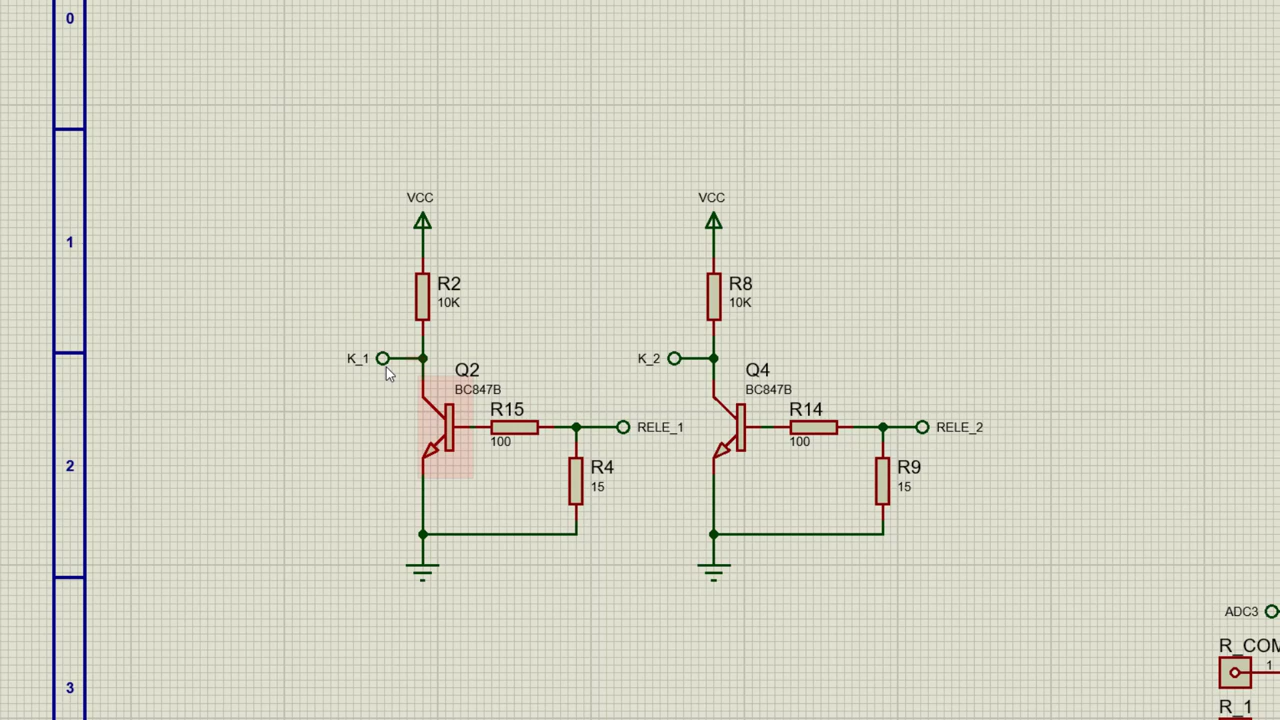 0
1
2
3
VCC
R2
10K
K_1
Q2
BC847B
R15
100
RELE_1
R4
15
VCC
R8
10K
K_2
Q4
BC847B
R14
100
RELE_2
R9
15
ADC3
R_COM
1
R_1